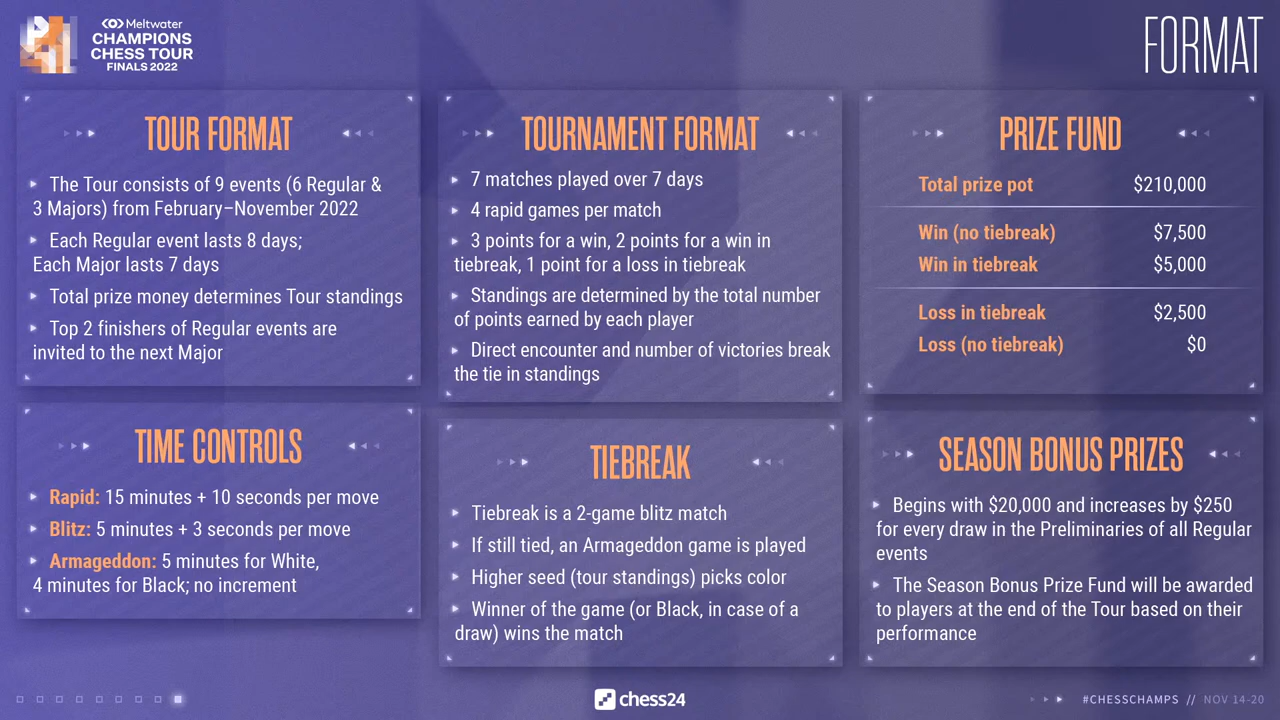 Meltwater
CHAMPIONS
CHESS TOUR
FINALS 2022
FORMAT
TOUR FORMAT
The Tour consists of 9 events (6 Regular &
3 Majors) from February–November 2022
Each Regular event lasts 8 days;
Each Major lasts 7 days
Total prize money determines Tour standings
Top 2 finishers of Regular events are
invited to the next Major
TOURNAMENT FORMAT
7 matches played over 7 days
4 rapid games per match
3 points for a win, 2 points for a win in
tiebreak, 1 point for a loss in tiebreak
Standings are determined by the total number
of points earned by each player
Direct encounter and number of victories break
the tie in standings
PRIZE FUND
Total prize pot $210,000
Win (no tiebreak) $7,500
Win in tiebreak $5,000
Loss in tiebreak $2,500
Loss (no tiebreak) $0
TIME CONTROLS
Rapid: 15 minutes + 10 seconds per move
Blitz: 5 minutes + 3 seconds per move
Armageddon: 5 minutes for White,
4 minutes for Black; no increment
TIEBREAK
Tiebreak is a 2-game blitz match
If still tied, an Armageddon game is played
Higher seed (tour standings) picks color
Winner of the game (or Black, in case of a
draw) wins the match
SEASON BONUS PRIZES
Begins with $20,000 and increases by $250
for every draw in the Preliminaries of all Regular
events
The Season Bonus Prize Fund will be awarded
to players at the end of the Tour based on their
performance
chess24
#CHESSCHAMPS // NOV 14-20